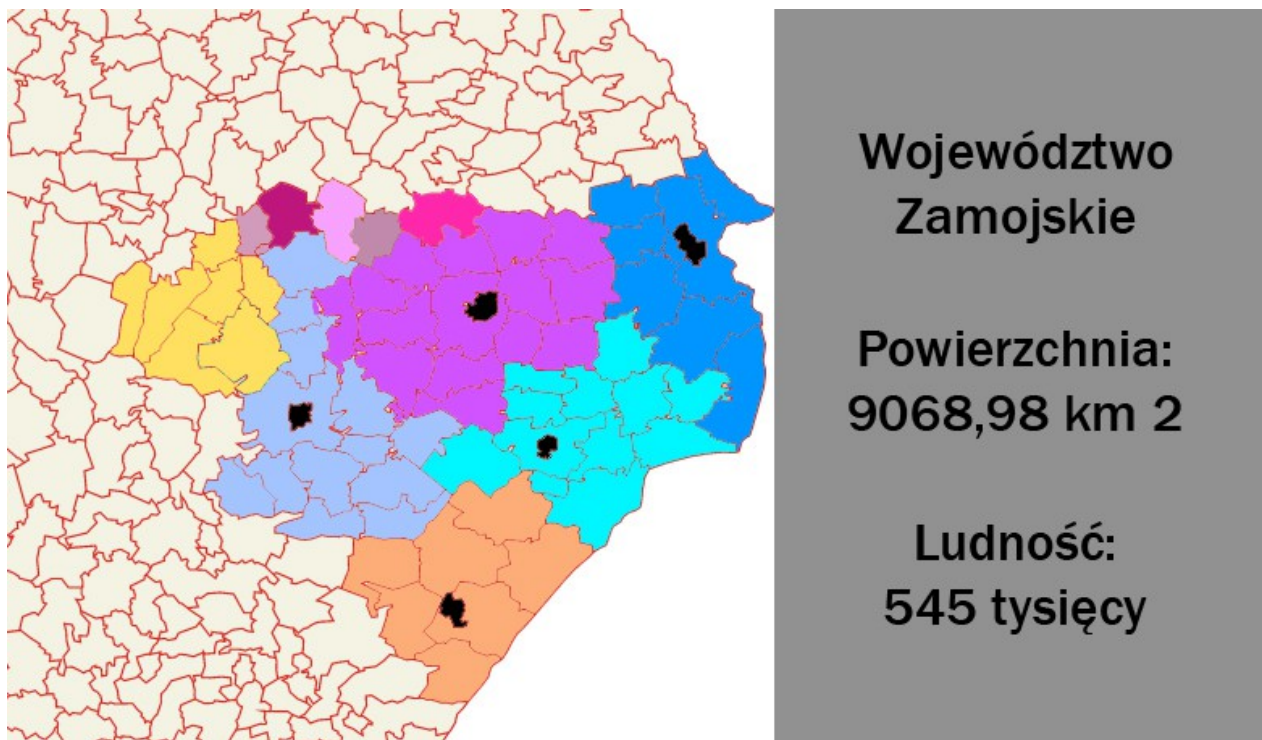 Województwo
Zamojskie
Powierzchnia:
9068,98 km 2
Ludność:
545 tysięcy